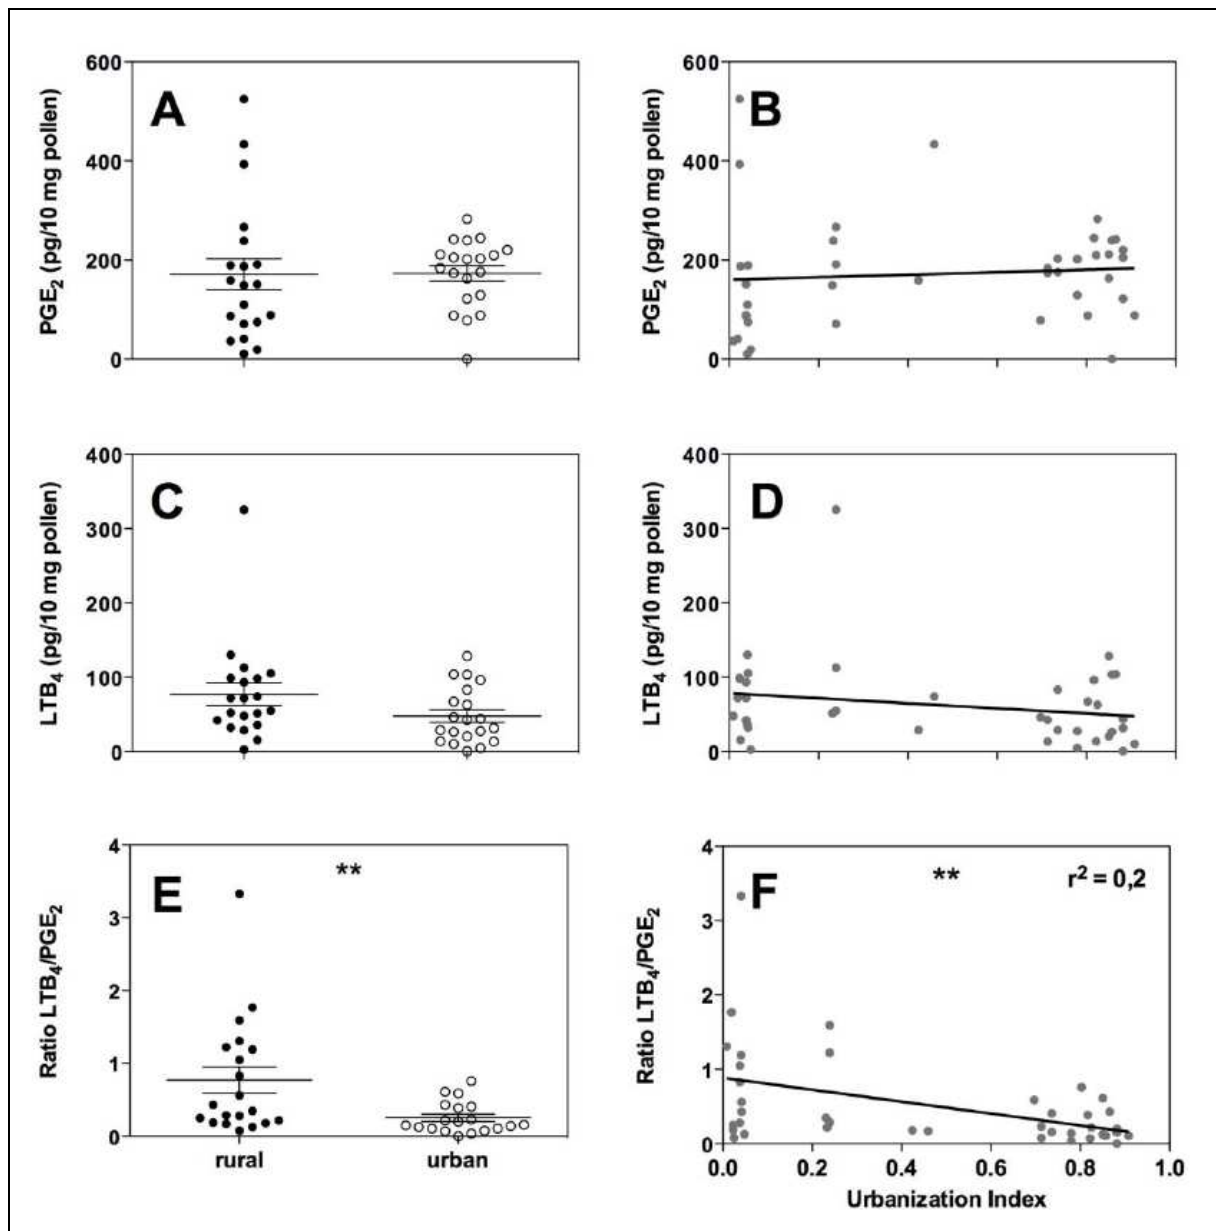 A
PGE2 (pg/10 mg pollen)
600
400
200
0
B
PGE2 (pg/10 mg pollen)
600
400
200
0
C
LTB4 (pg/10 mg pollen)
400
300
200
100
0
D
LTB4 (pg/10 mg pollen)
400
300
200
100
0
E
**
Ratio LTB4/PGE2
4
3
2
1
0
rural urban
F
**
r2 = 0,2
Ratio LTB4/PGE2
4
3
2
1
0
0.0 0.2 0.4 0.6 0.8 1.0
Urbanization Index